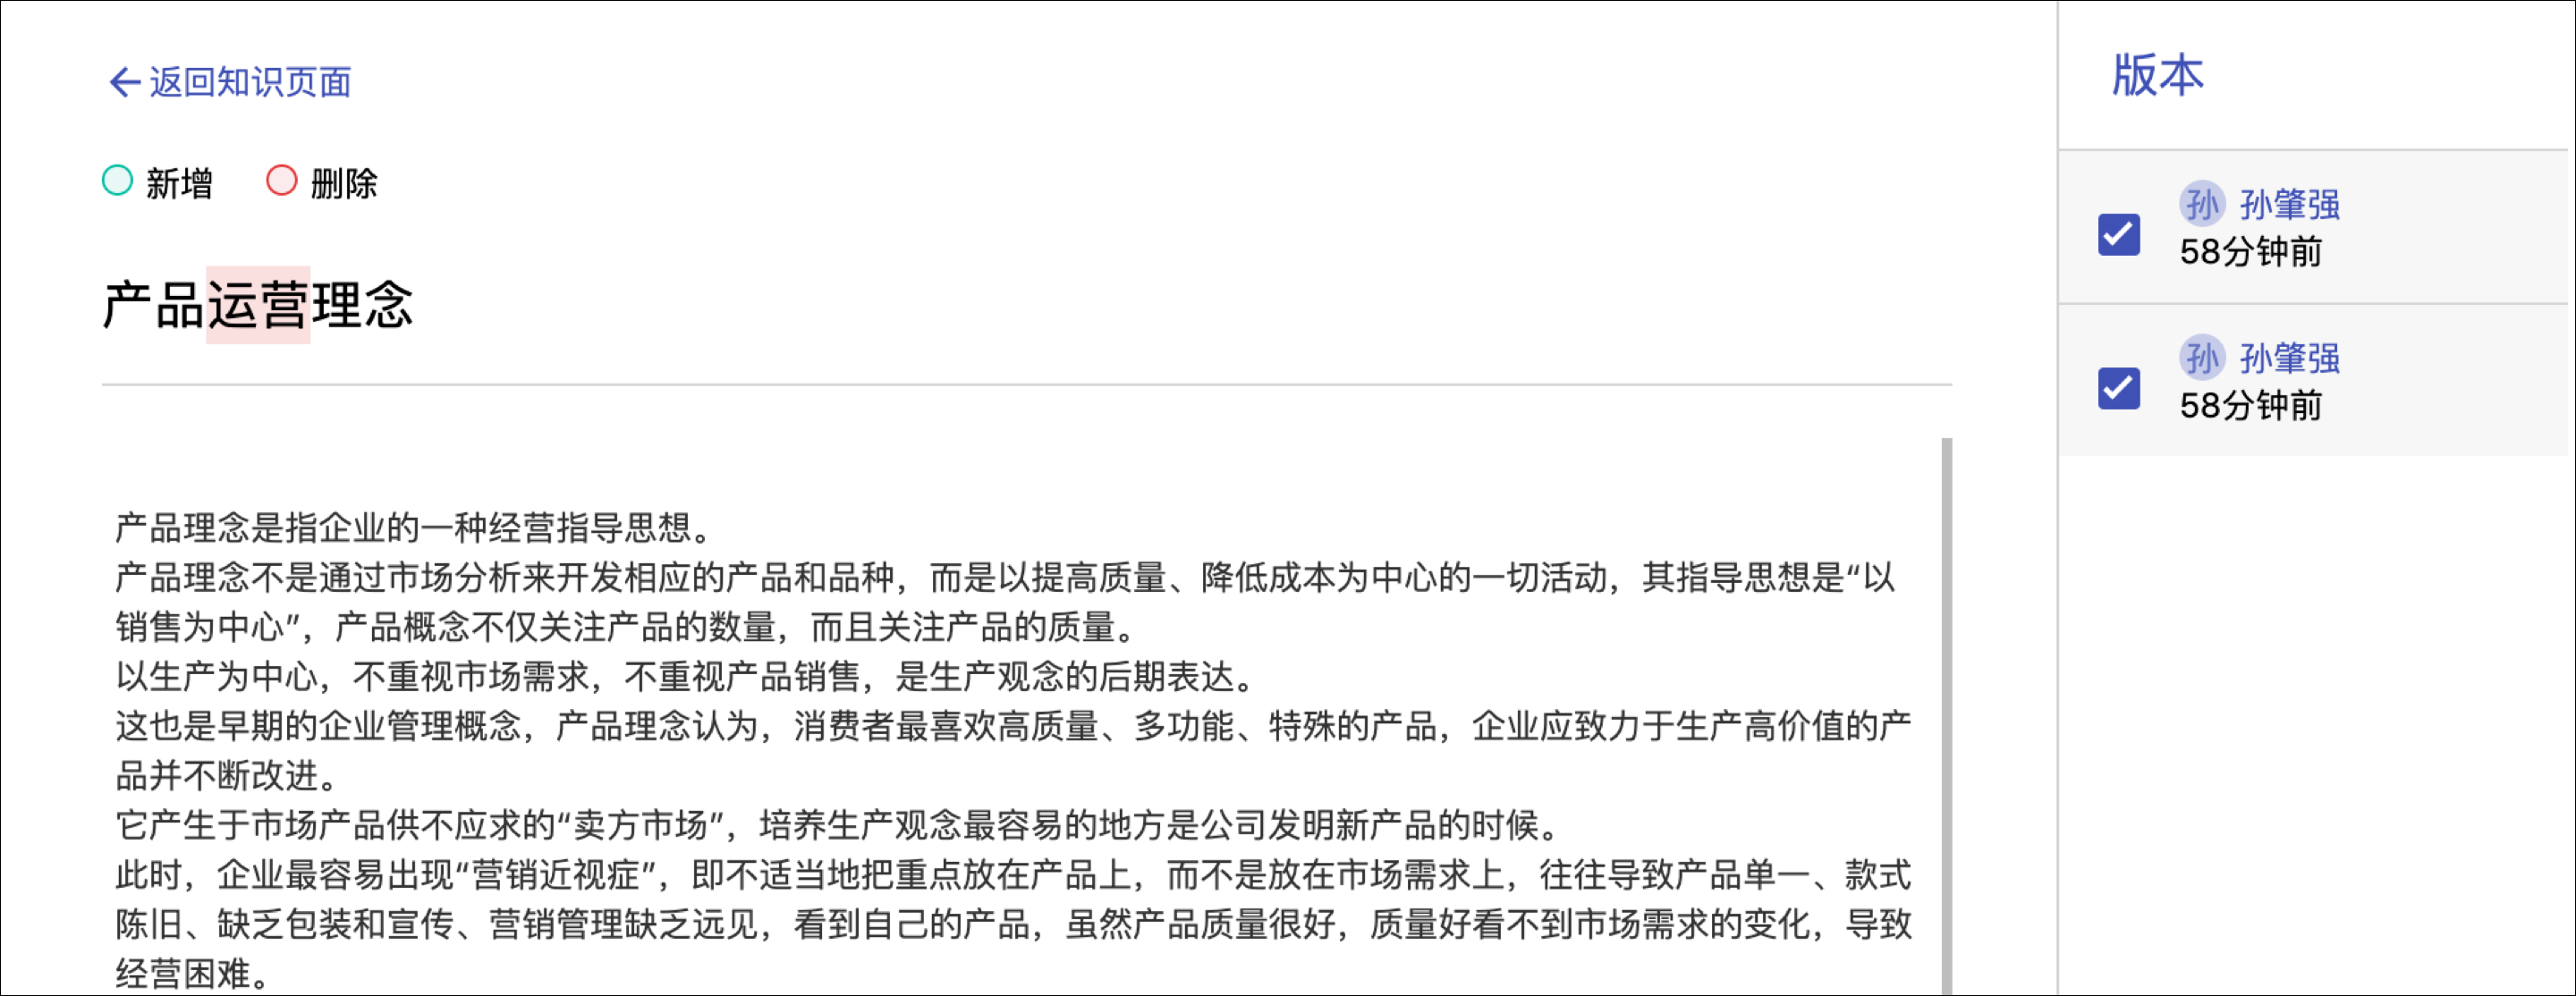 返回知识页面
新增 删除
产品运营理念
产品理念是指企业的一种经营指导思想。
产品理念不是通过市场分析来开发相应的产品和品种，而是以提高质量、降低成本为中心的一切活动，其指导思想是“以
销售为中心”，产品概念不仅关注产品的数量，而且关注产品的质量。
以生产为中心，不重视市场需求，不重视产品销售，是生产观念的后期表达。
这也是早期的企业管理概念，产品理念认为，消费者最喜欢高质量、多功能、特殊的产品，企业应致力于生产高价值的产
品并不断改进。
它产生于市场产品供不应求的“卖方市场”，培养生产观念最容易的地方是公司发明新产品的时候。
此时，企业最容易出现“营销近视症”，即不适当地把重点放在产品上，而不是放在市场需求上，往往导致产品单一、款式
陈旧、缺乏包装和宣传、营销管理缺乏远见，看到自己的产品，虽然产品质量很好，质量好看不到市场需求的变化，导致
经营困难。
版本
孙 孙肇强
58分钟前
孙 孙肇强
58分钟前